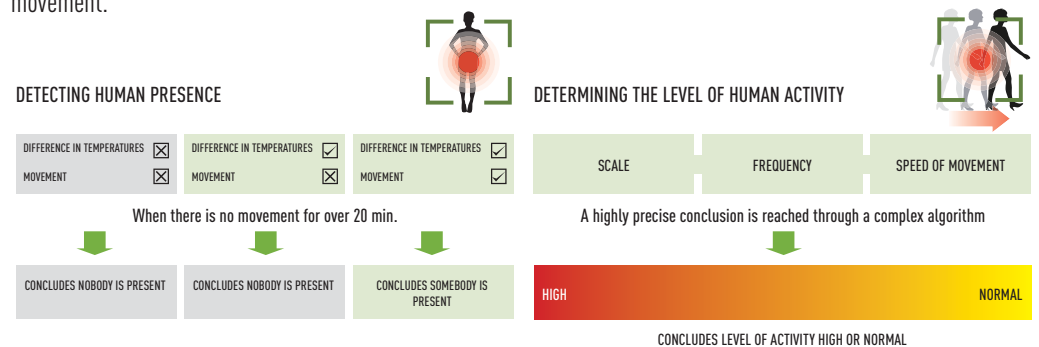 movement.
DETECTING HUMAN PRESENCE
DIFFERENCE IN TEMPERATURES ☒
MOVEMENT ☒
DIFFERENCE IN TEMPERATURES ☑
MOVEMENT ☒
DIFFERENCE IN TEMPERATURES ☑
MOVEMENT ☑
When there is no movement for over 20 min.
CONCLUDES NOBODY IS PRESENT
CONCLUDES NOBODY IS PRESENT
CONCLUDES SOMEBODY IS
PRESENT
DETERMINING THE LEVEL OF HUMAN ACTIVITY
SCALE
FREQUENCY
SPEED OF MOVEMENT
A highly precise conclusion is reached through a complex algorithm
HIGH
NORMAL
CONCLUDES LEVEL OF ACTIVITY HIGH OR NORMAL